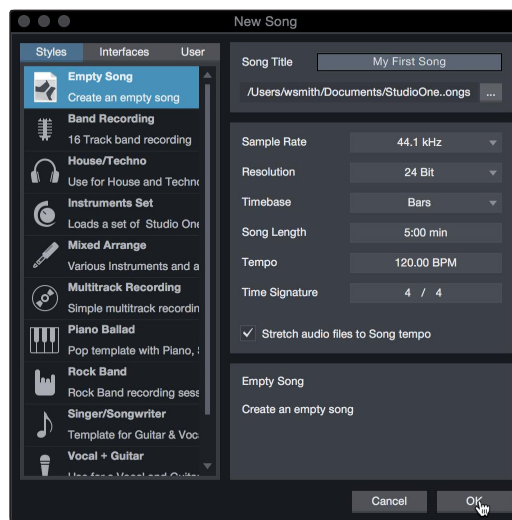 New Song
Styles Interfaces User
Empty Song
Create an empty song
Band Recording
16 Track band recording
House/Techno
Use for House and Techno
Instruments Set
Loads a set of Studio One
Mixed Arrange
Various Instruments and a
Multitrack Recording
Simple multitrack recordin
Piano Ballad
Pop template with Piano,
Rock Band
Rock Band recording sess
Singer/Songwriter
Template for Guitar & Voc
Vocal + Guitar
Song Title My First Song
/Users/wsmith/Documents/StudioOne..ongs ...
Sample Rate 44.1 kHz
Resolution 24 Bit
Timebase Bars
Song Length 5:00 min
Tempo 120.00 BPM
Time Signature 4 / 4
Stretch audio files to Song tempo
Empty Song
Create an empty song
Cancel OK